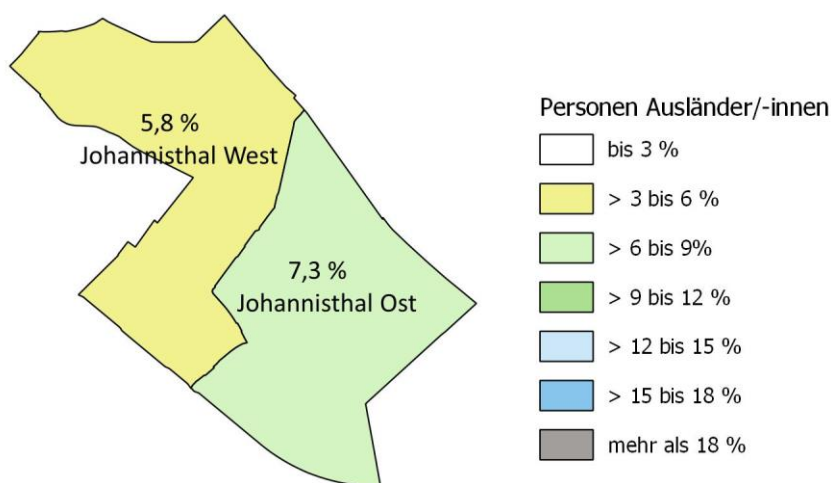 5,8 %
Johannisthal West
7,3 %
Johannisthal Ost
Personen Ausländer/-innen
bis 3 %
> 3 bis 6 %
> 6 bis 9%
> 9 bis 12 %
> 12 bis 15 %
> 15 bis 18 %
mehr als 18 %